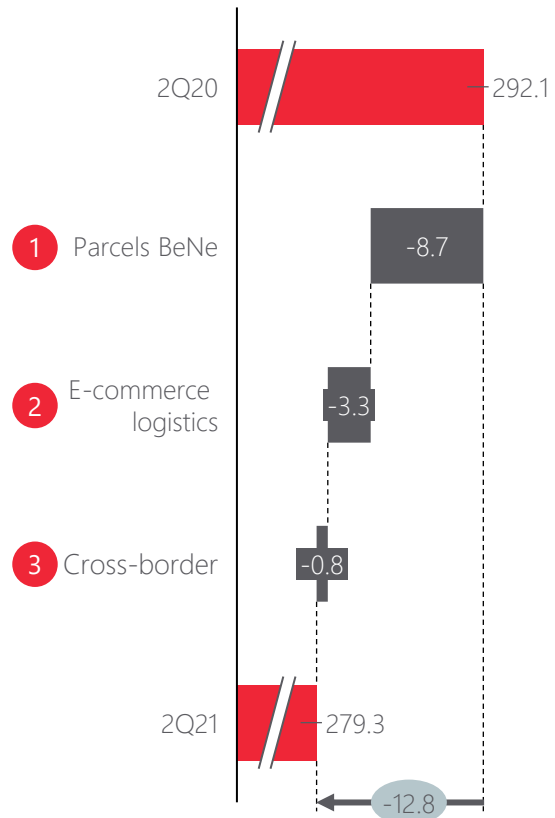 2Q20
292.1
1 Parcels BeNe
-8.7
2 E-commerce
logistics
-3.3
3 Cross-border
-0.8
2Q21
279.3
-12.8